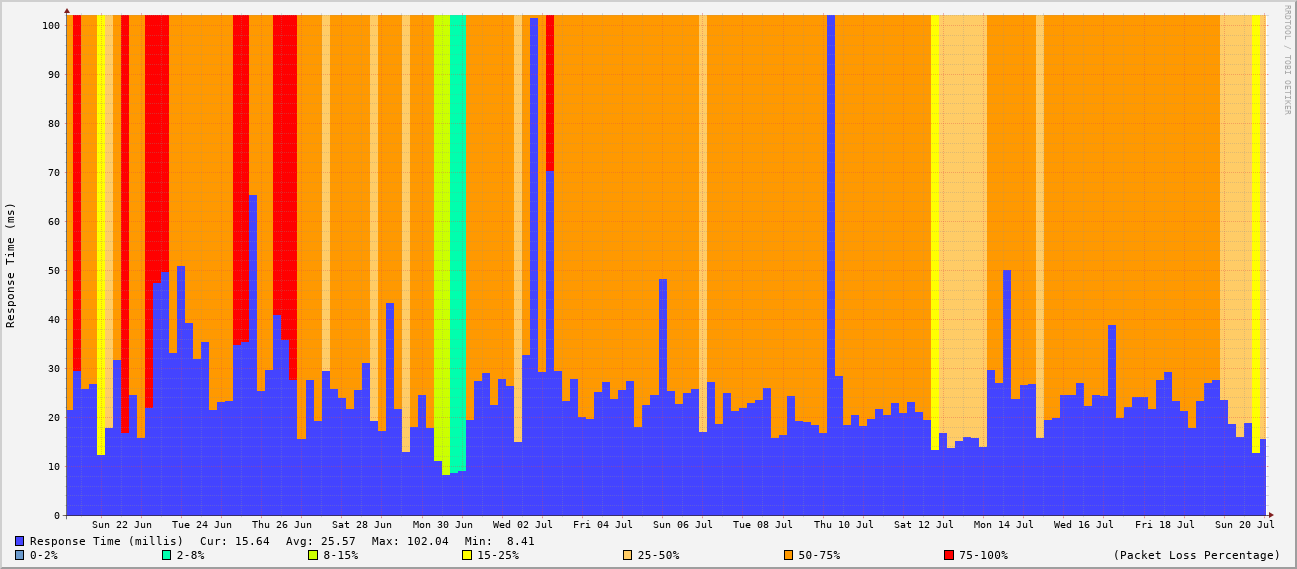 RRDTOOL / TOBI OETIKER
Response Time (ms)
100
90
80
70
60
50
40
30
20
10
0
Sun 22 Jun Tue 24 Jun Thu 26 Jun Sat 28 Jun Mon 30 Jun Wed 02 Jul Fri 04 Jul Sun 06 Jul Tue 08 Jul Thu 10 Jul Sat 12 Jul Mon 14 Jul Wed 16 Jul Fri 18 Jul Sun 20 Jul
Response Time (millis) Cur: 15.64 Avg: 25.57 Max: 102.04 Min: 8.41
0-2% 2-8% 8-15% 15-25% 25-50% 50-75% 75-100% (Packet Loss Percentage)